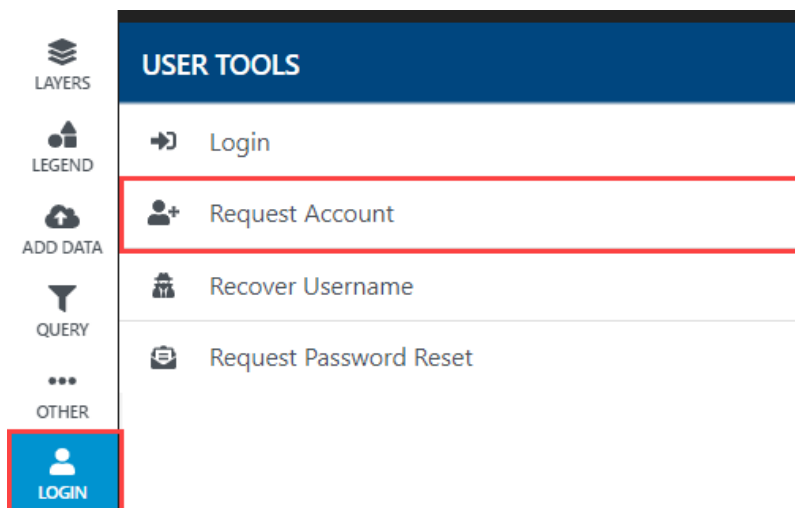 LAYERS
LEGEND
ADD DATA
QUERY
OTHER
LOGIN
USER TOOLS
Login
Request Account
Recover Username
Request Password Reset